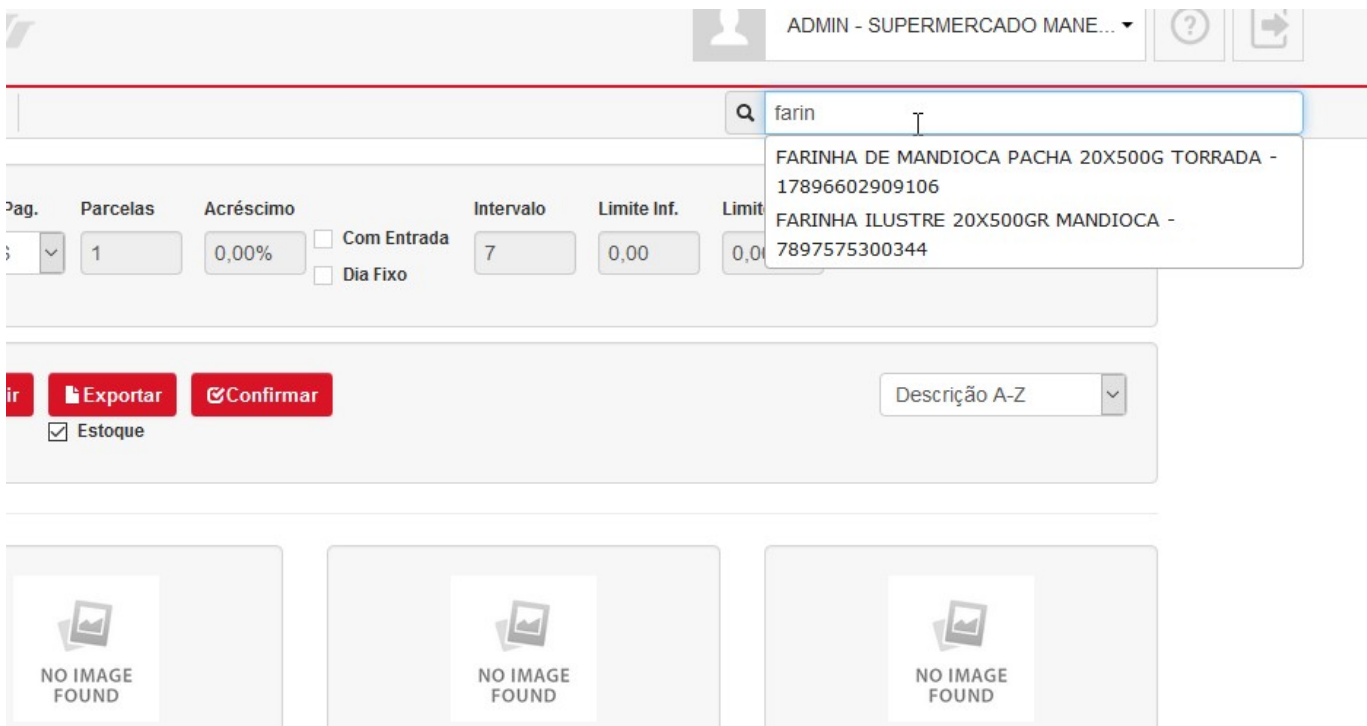 ADMIN - SUPERMERCADO MANE...
farin
FARINHA DE MANDIOCA PACHA 20X500G TORRADA -
17896602909106
FARINHA ILUSTRE 20X500GR MANDIOCA -
7897575300344
Pag. Parcelas Acréscimo Intervalo Limite Inf. Limit
1 0,00% Com Entrada 7 0,00 0,00
Dia Fixo
ir Exportar Confirmar Descrição A-Z
Estoque
NO IMAGE
FOUND
NO IMAGE
FOUND
NO IMAGE
FOUND